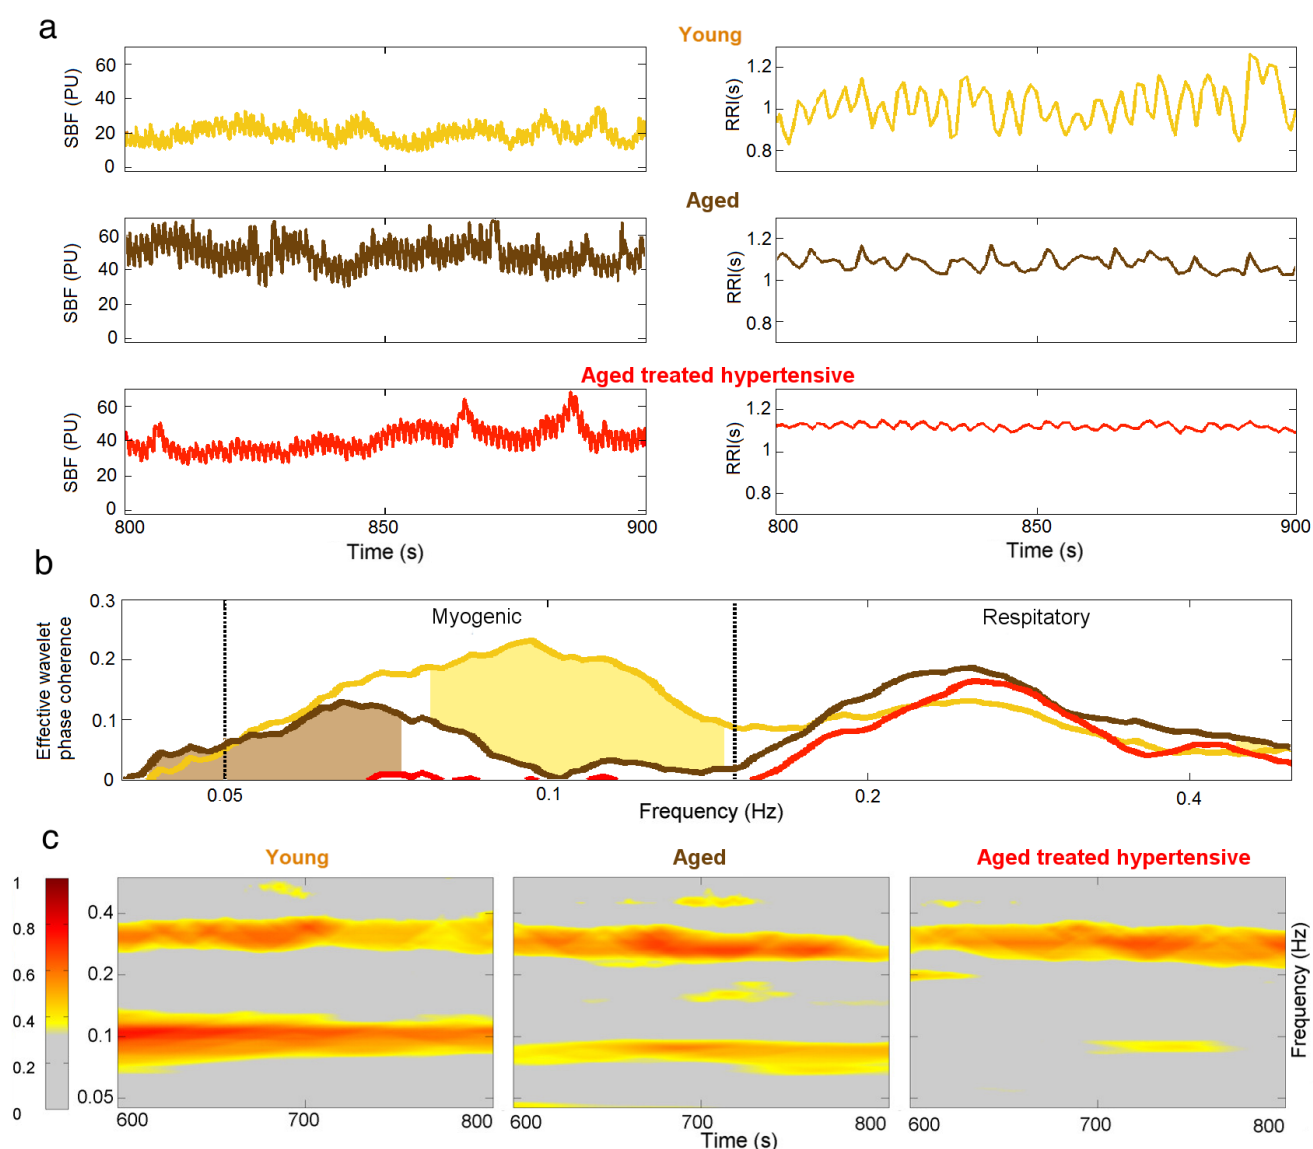 a
Young
SBF (PU)
60
40
20
0
RRI(s)
1.2
1
0.8
Aged
SBF (PU)
60
40
20
0
RRI(s)
1.2
1
0.8
Aged treated hypertensive
SBF (PU)
60
40
20
0
800
850
900
Time (s)
RRI(s)
1.2
1
0.8
800
850
900
Time (s)
b
Effective wavelet
phase coherence
0.3
0.2
0.1
0
Myogenic
Respitatory
0.05
0.1
0.2
0.4
Frequency (Hz)
c
Young
Aged
Aged treated hypertensive
1
0.8
0.6
0.4
0.2
0
0.4
0.2
0.1
0.05
600
700
800
600
700
800
600
700
800
Time (s)
Frequency (Hz)